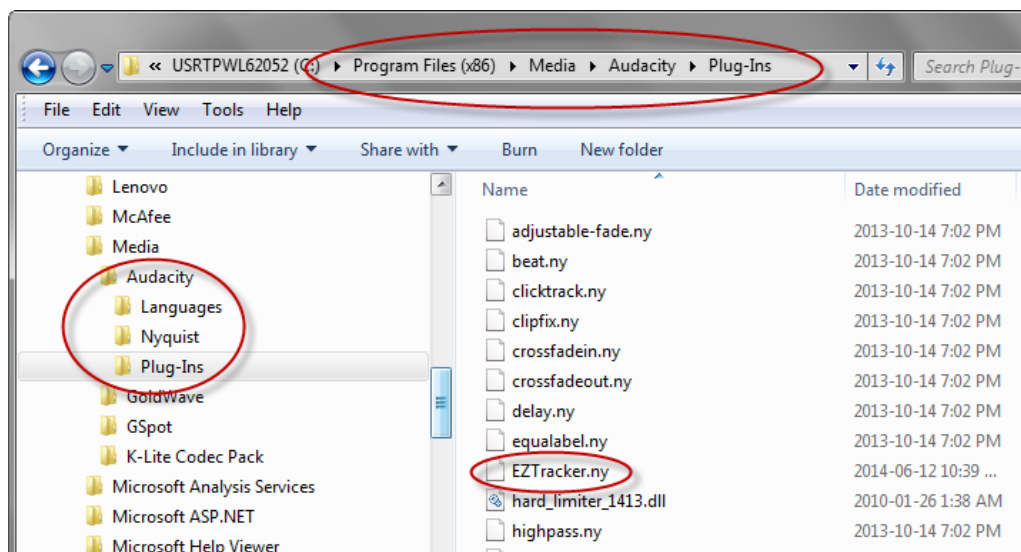 « USRTPWL62052 (C:) ▸ Program Files (x86) ▸ Media ▸ Audacity ▸ Plug-Ins
Search Plug-
File Edit View Tools Help
Organize Include in library Share with Burn New folder
Lenovo
McAfee
Media
Audacity
Languages
Nyquist
Plug-Ins
GoldWave
GSpot
K-Lite Codec Pack
Microsoft Analysis Services
Microsoft ASP.NET
Microsoft Help Viewer
Name Date modified
adjustable-fade.ny 2013-10-14 7:02 PM
beat.ny 2013-10-14 7:02 PM
clicktrack.ny 2013-10-14 7:02 PM
clipfix.ny 2013-10-14 7:02 PM
crossfadein.ny 2013-10-14 7:02 PM
crossfadeout.ny 2013-10-14 7:02 PM
delay.ny 2013-10-14 7:02 PM
equalabel.ny 2013-10-14 7:02 PM
EZTracker.ny 2014-06-12 10:39 ...
hard_limiter_1413.dll 2010-01-26 1:38 AM
highpass.ny 2013-10-14 7:02 PM